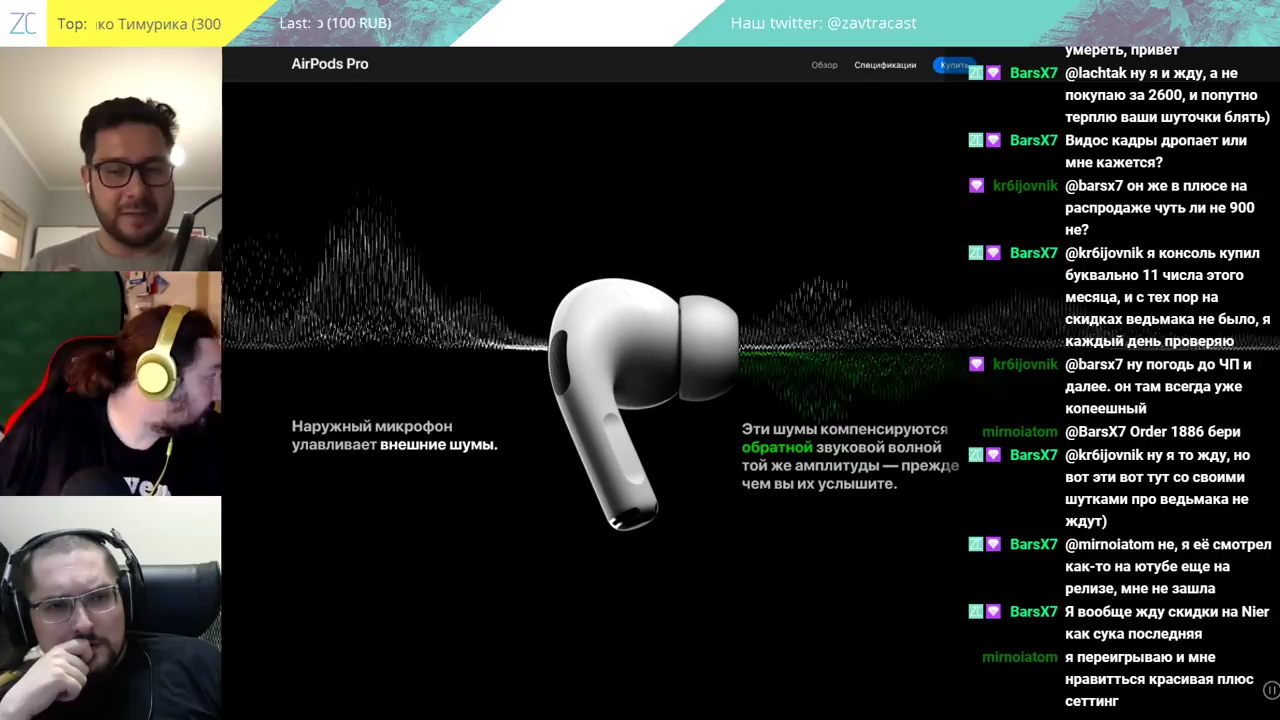 ZC
Top: ко Тимурика (300
Last: (100 RUB)
Наш twitter: @zavtracast
AirPods Pro
Обзор
Спецификации
Купить
Наружный микрофон
улавливает внешние шумы.
Эти шумы компенсируются
обратной звуковой волной
той же амплитуды — прежде
чем вы их услышите.
умереть, привет
BarsX7 @lachtak ну я и жду, а не
покупаю за 2600, и попутно
терплю ваши шуточки блять)
BarsX7 Видос кадры дропает или
мне кажется?
kr6ijovnik @barsx7 он же в плюсе на
распродаже чуть ли не 900
не?
BarsX7 @kr6ijovnik я консоль купил
буквально 11 числа этого
месяца, и с тех пор на
скидках ведьмака не было, я
каждый день проверяю
kr6ijovnik @barsx7 ну погодь до ЧП и
далее. он там всегда уже
копеешный
mirnoiatom @BarsX7 Order 1886 бери
BarsX7 @kr6ijovnik ну я то жду, но
вот эти вот тут со своими
шутками про ведьмака не
ждут)
BarsX7 @mirnoiatom не, я её смотрел
как-то на ютубе еще на
релизе, мне не зашла
BarsX7 Я вообще жду скидки на Nier
как сука последняя
mirnoiatom я переигрываю и мне
нравитться красивая плюс
сеттинг